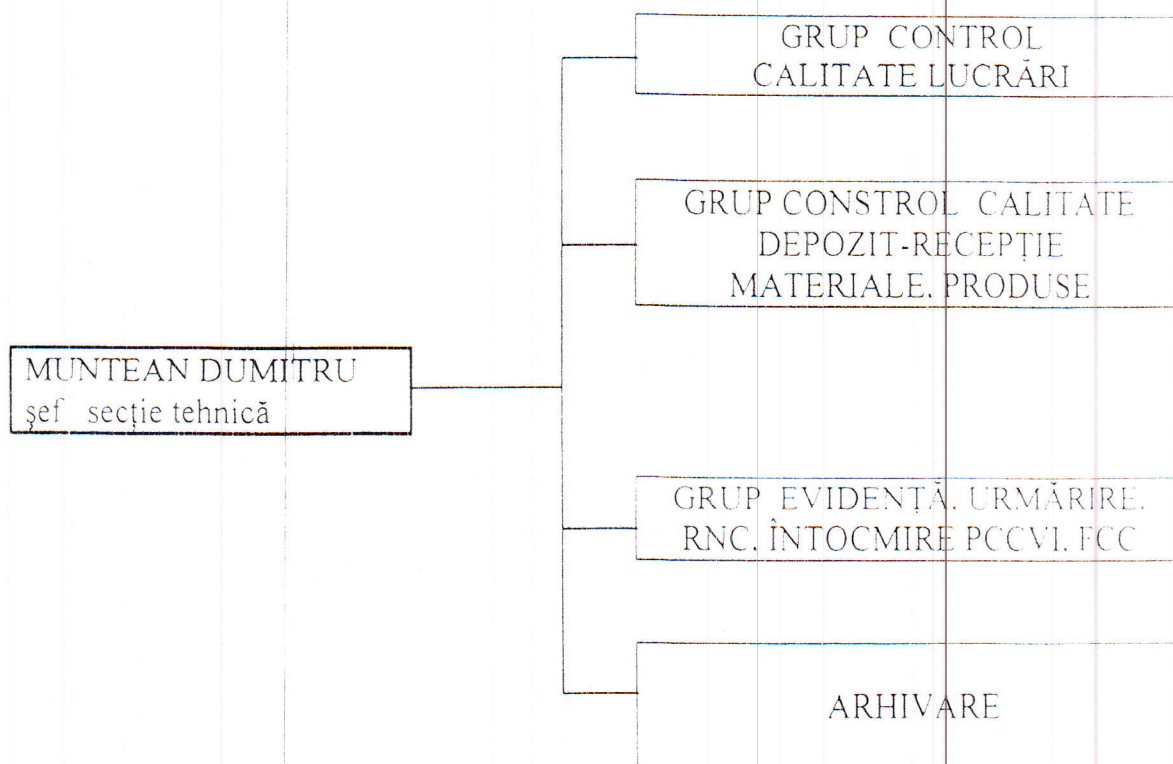 GRUP CONTROL
CALITATE LUCRĂRI
GRUP CONSTROL CALITATE
DEPOZIT-RECEPȚIE
MATERIALE. PRODUSE
MUNTEAN DUMITRU
șef secție tehnică
GRUP EVIDENȚĂ. URMĂRIRE.
RNC. ÎNTOCMIRE PCCVI. FCC
ARHIVARE